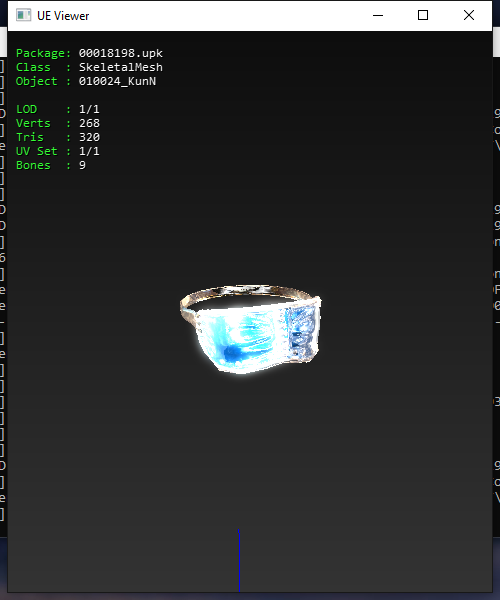 UE Viewer
Package: 00018198.upk
Class  : SkeletalMesh
Object : 010024_KunN
LOD    : 1/1
Verts  : 268
Tris   : 320
UV Set : 1/1
Bones  : 9